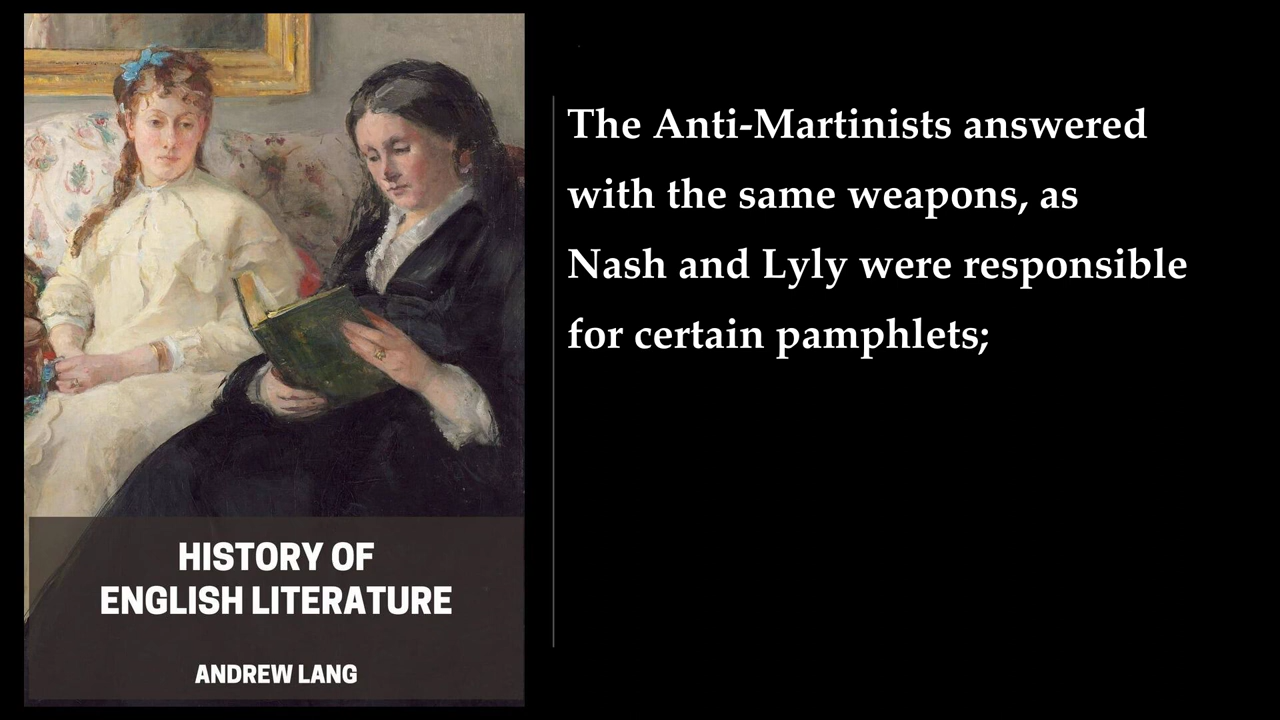 HISTORY OF
ENGLISH LITERATURE
ANDREW LANG
The Anti-Martinists answered
with the same weapons, as
Nash and Lyly were responsible
for certain pamphlets;